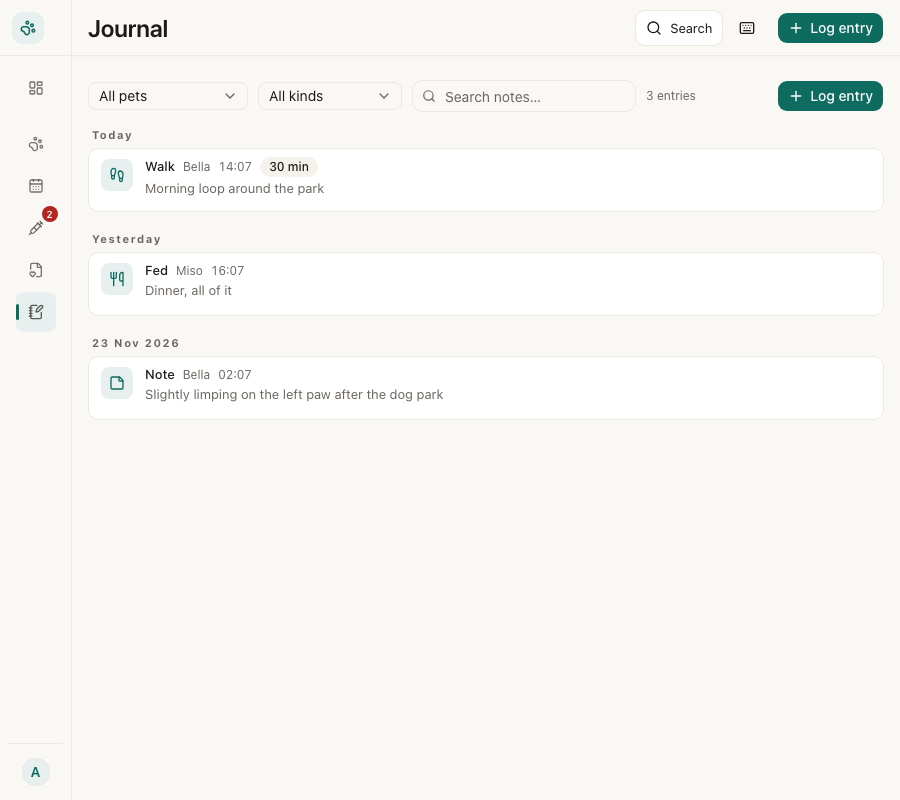 Journal
Search
Log entry
All pets
All kinds
Search notes...
3 entries
Log entry
Today
Walk Bella 14:07 30 min
Morning loop around the park
2
Yesterday
Fed Miso 16:07
Dinner, all of it
23 Nov 2026
Note Bella 02:07
Slightly limping on the left paw after the dog park
A